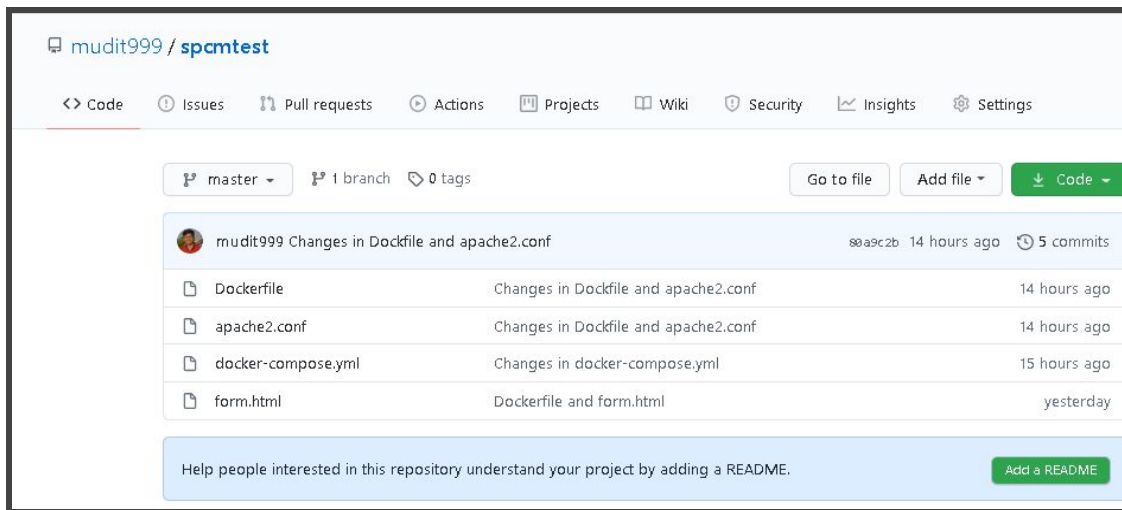 mudit999 / spcmtest
Code Issues Pull requests Actions Projects Wiki Security Insights Settings
master 1 branch 0 tags Go to file Add file Code
mudit999 Changes in Dockfile and apache2.conf 80a9c2b 14 hours ago 5 commits
Dockerfile Changes in Dockfile and apache2.conf 14 hours ago
apache2.conf Changes in Dockfile and apache2.conf 14 hours ago
docker-compose.yml Changes in docker-compose.yml 15 hours ago
form.html Dockerfile and form.html yesterday
Help people interested in this repository understand your project by adding a README. Add a README